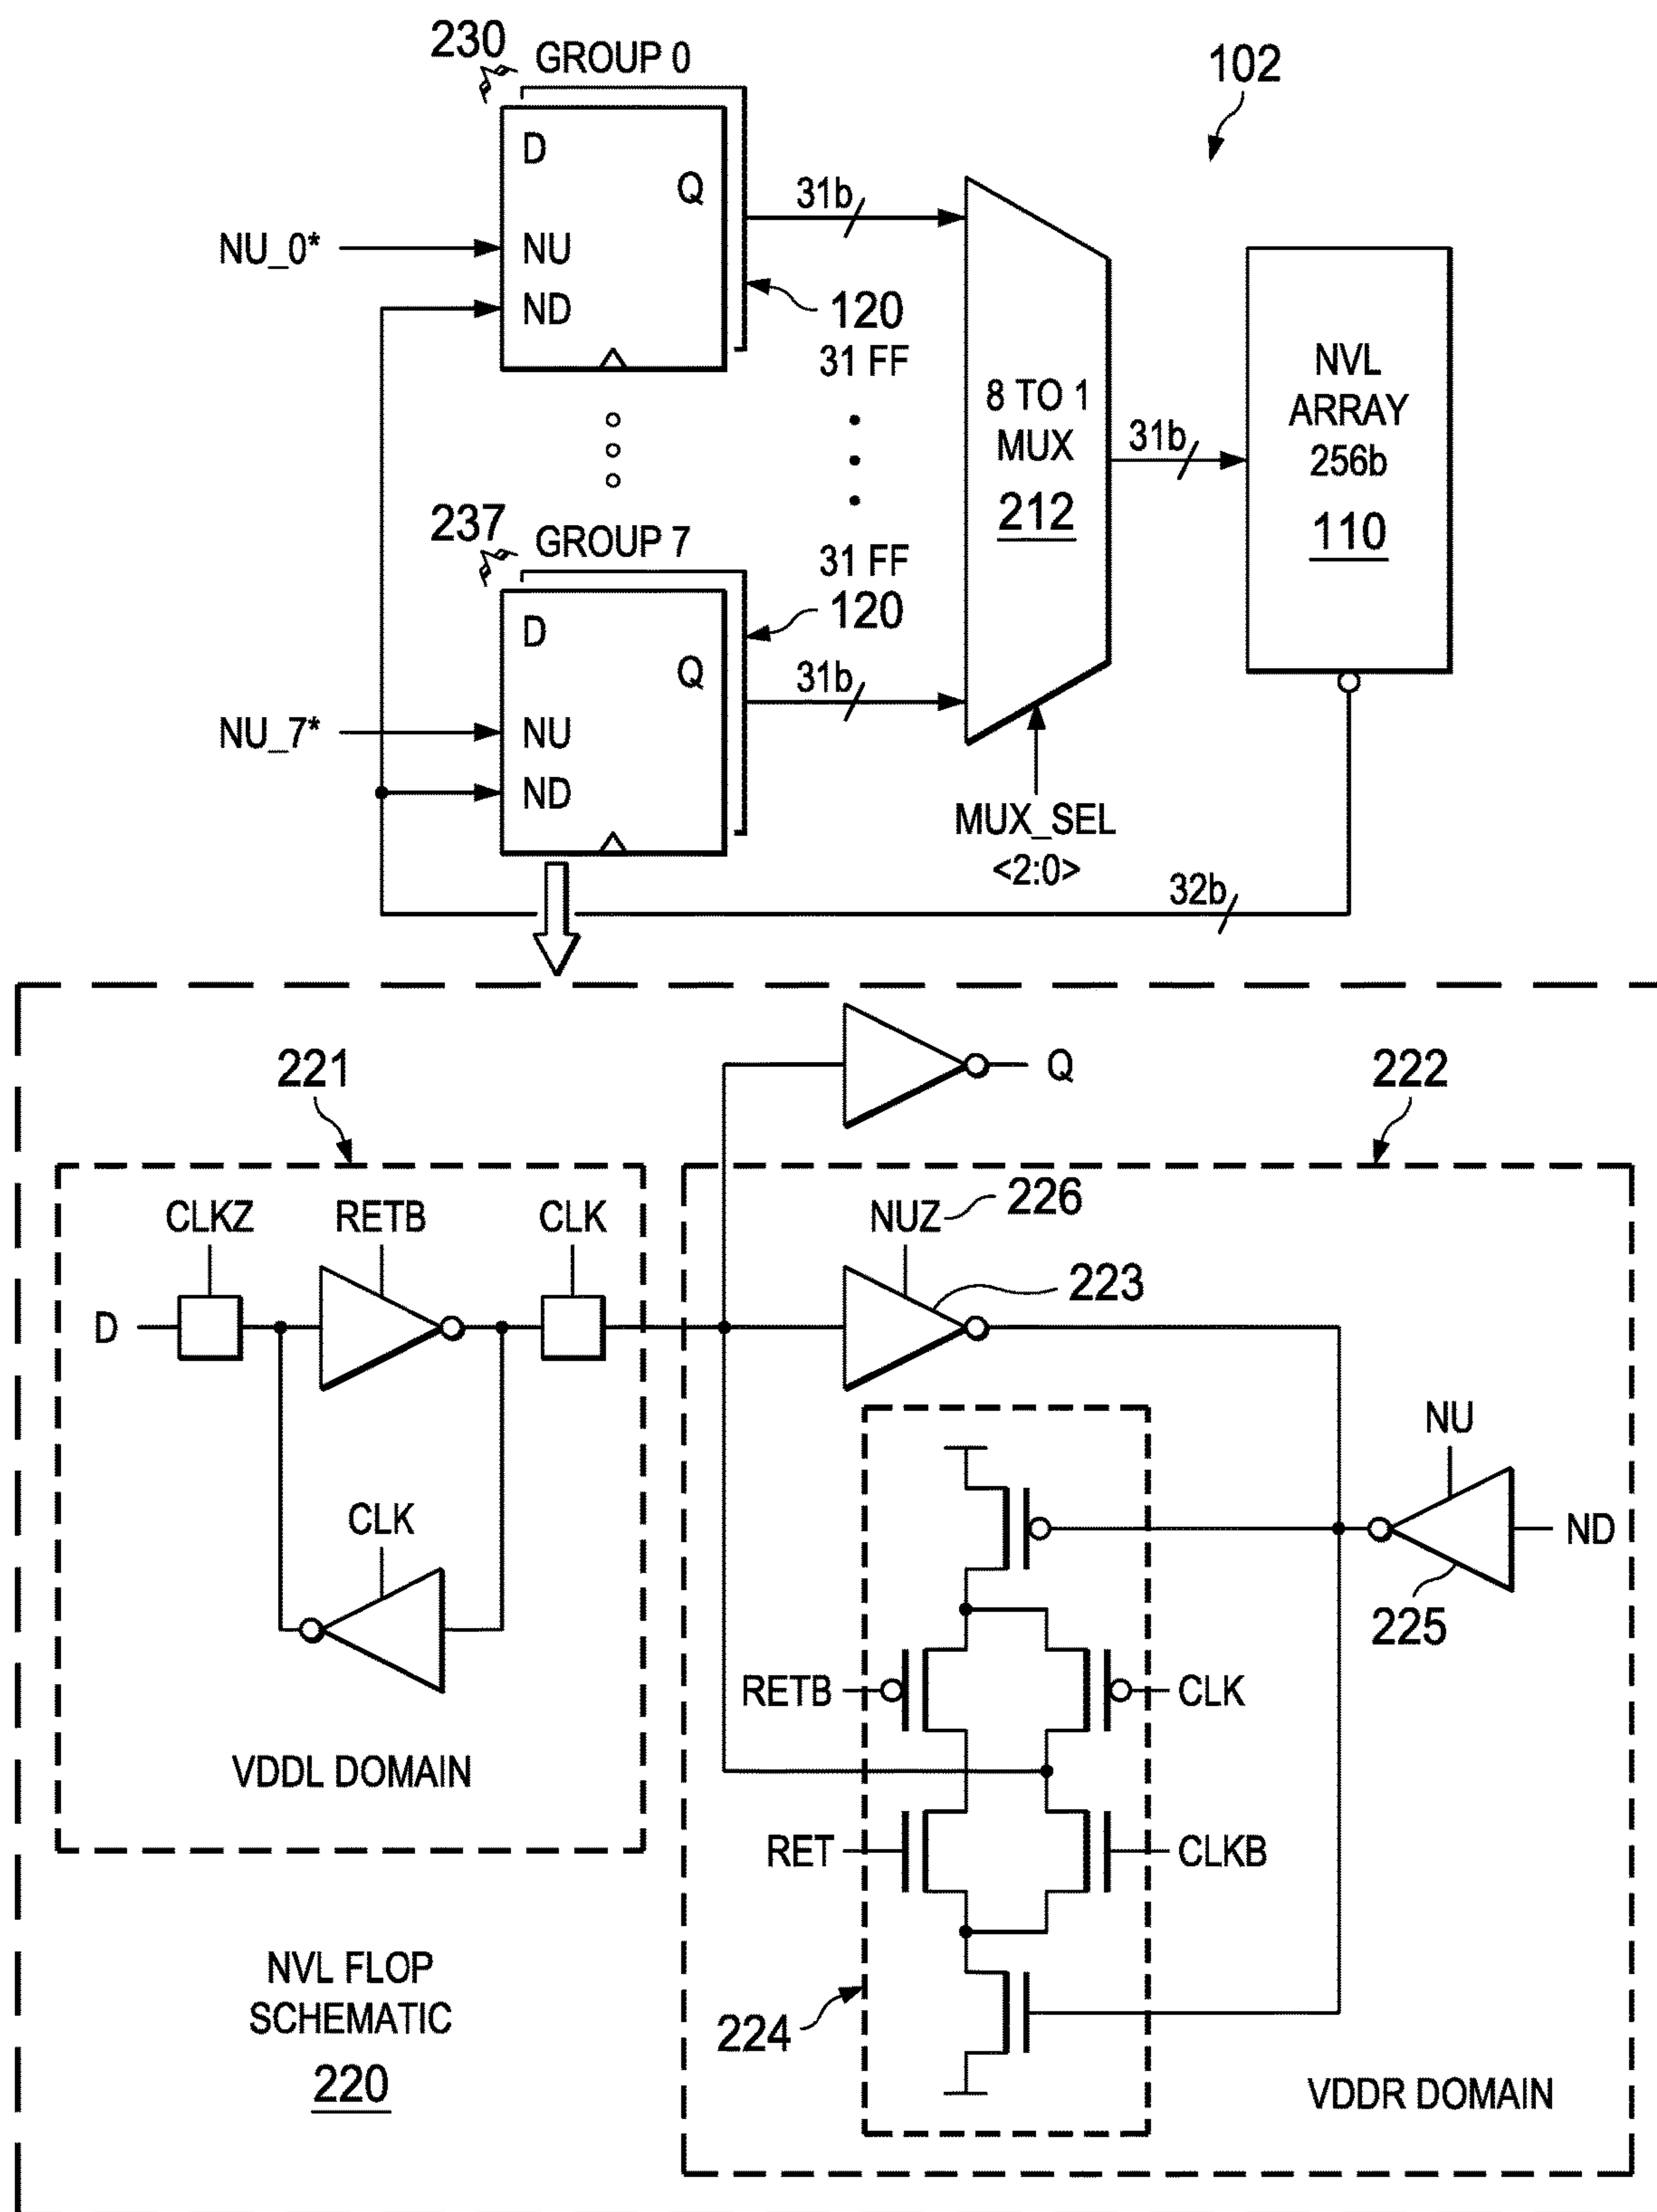 230
GROUP 0
102
D
Q
31b
NU_0*
NU
ND
120
31 FF
NVL
ARRAY
256b
110
8 TO 1
MUX
212
31b
237
GROUP 7
31 FF
120
D
Q
31b
NU_7*
NU
ND
MUX_SEL
<2:0>
32b
221
Q
222
CLKZ
RETB
CLK
NUZ
226
D
223
NU
CLK
ND
225
RETB
CLK
VDDL DOMAIN
RET
CLKB
NVL FLOP
SCHEMATIC
220
224
VDDR DOMAIN